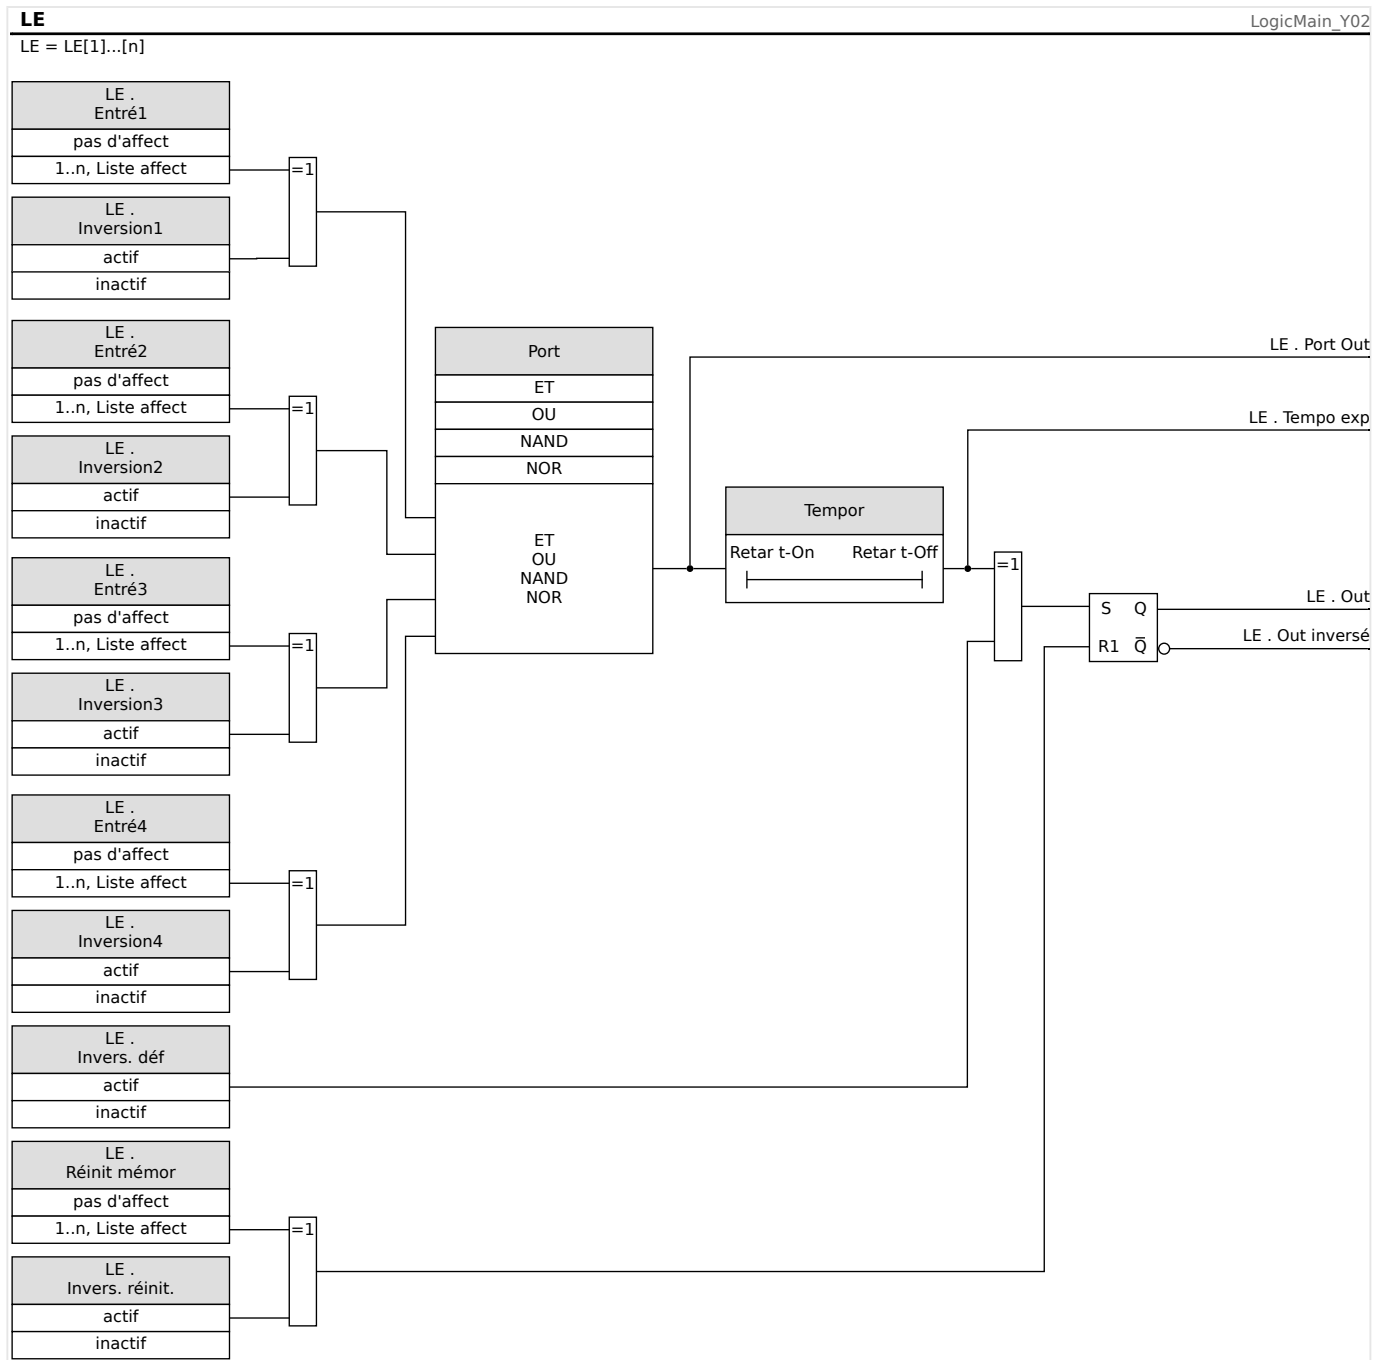 LE
LogicMain_Y02
LE = LE[1]...[n]
LE .
Entré1
pas d'affect
1..n, Liste affect
=1
LE .
Inversion1
actif
inactif
LE .
Entré2
pas d'affect
1..n, Liste affect
=1
LE .
Inversion2
actif
inactif
LE .
Entré3
pas d'affect
1..n, Liste affect
=1
LE .
Inversion3
actif
inactif
LE .
Entré4
pas d'affect
1..n, Liste affect
=1
LE .
Inversion4
actif
inactif
LE .
Invers. déf
actif
inactif
LE .
Réinit mémor
pas d'affect
1..n, Liste affect
=1
LE .
Invers. réinit.
actif
inactif
Port
ET
OU
NAND
NOR
ET
OU
NAND
NOR
Tempor
Retar t-On Retar t-Off
=1
S Q
R1 Q̅
LE . Port Out
LE . Tempo exp
LE . Out
LE . Out inversé